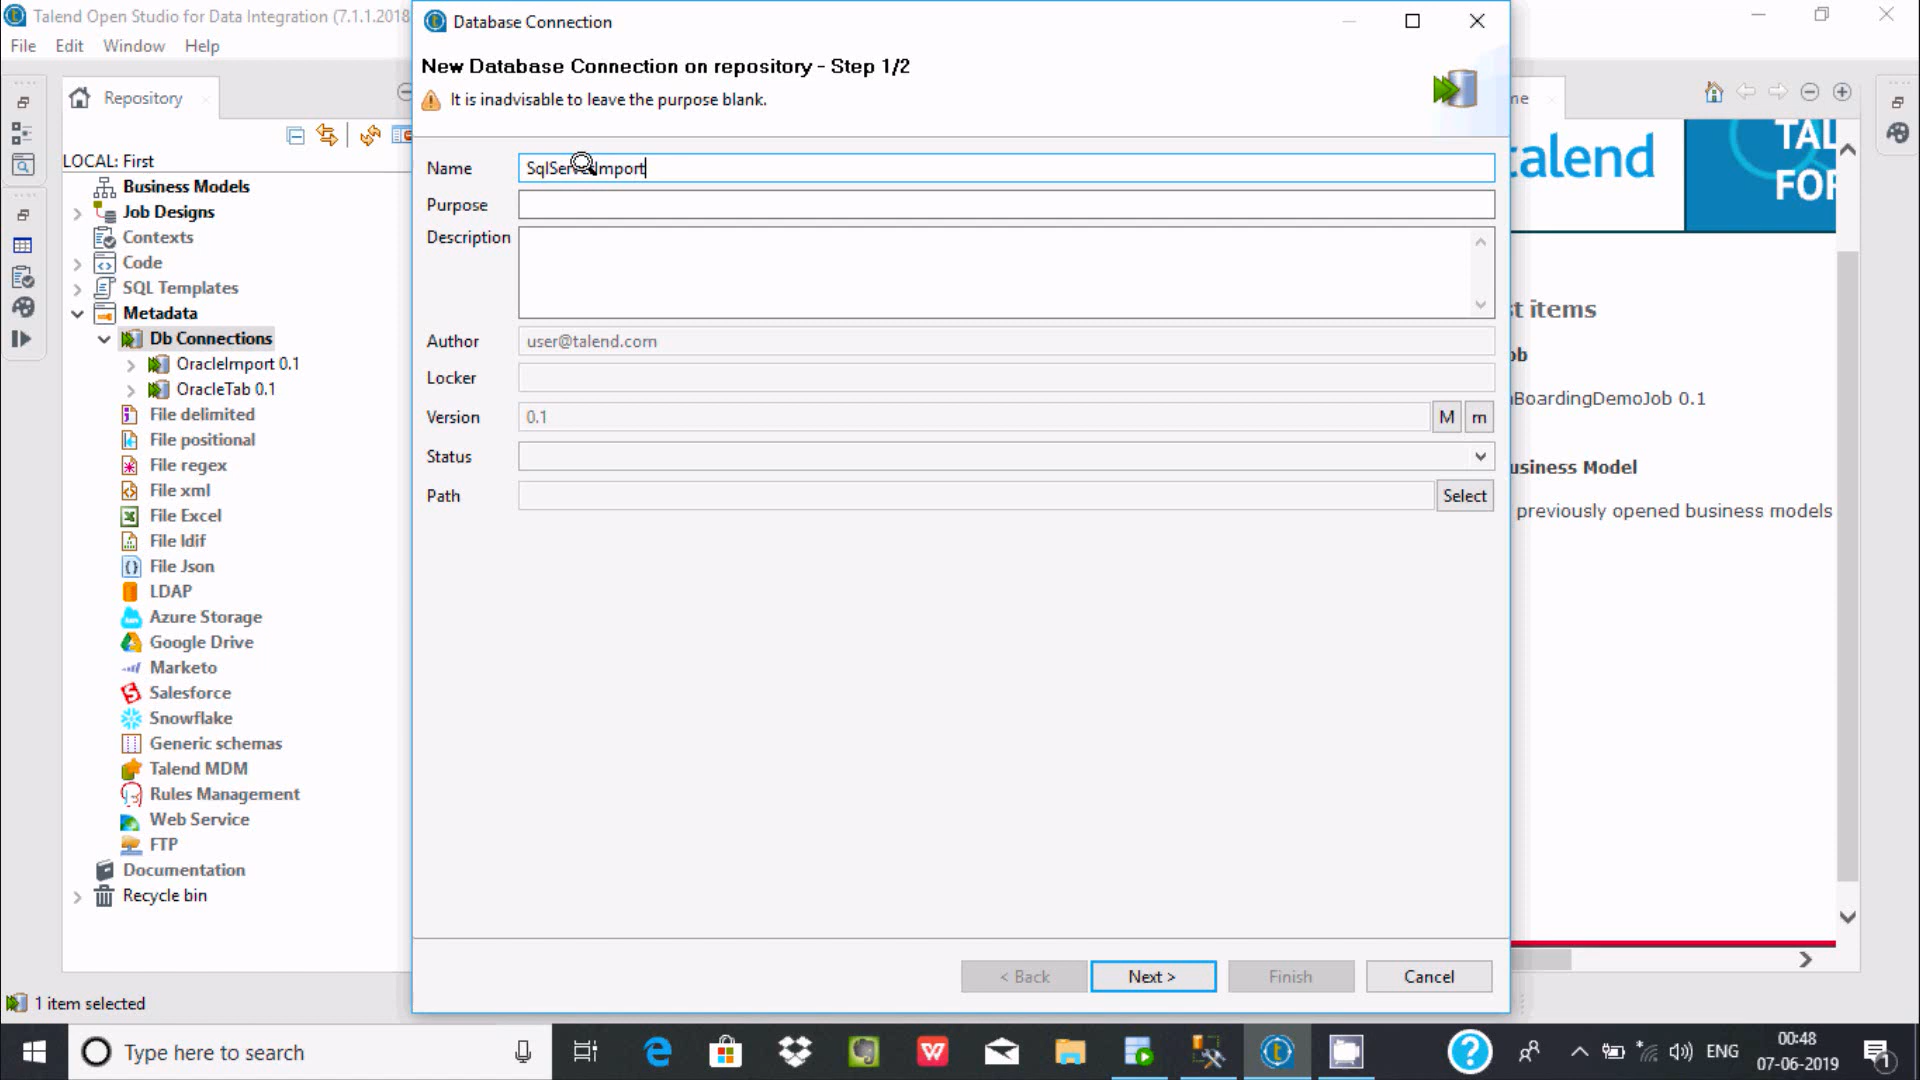 Talend Open Studio for Data Integration (7.1.1.2018
File Edit Window Help
Repository
LOCAL: First
Business Models
Job Designs
Contexts
Code
SQL Templates
Metadata
Db Connections
OracleImport 0.1
OracleTab 0.1
File delimited
File positional
File regex
File xml
File Excel
File ldif
File Json
LDAP
Azure Storage
Google Drive
Marketo
Salesforce
Snowflake
Generic schemas
Talend MDM
Rules Management
Web Service
FTP
Documentation
Recycle bin
1 item selected
Database Connection
New Database Connection on repository - Step 1/2
It is inadvisable to leave the purpose blank.
Name SqlServerImport
Purpose
Description
Author user@talend.com
Locker
Version 0.1 M m
Status
Path Select
< Back Next > Finish Cancel
me
talend
TAL
FOR
t items
ob
BoardingDemoJob 0.1
usiness Model
previously opened business models
Type here to search
ENG
00:48
07-06-2019
1